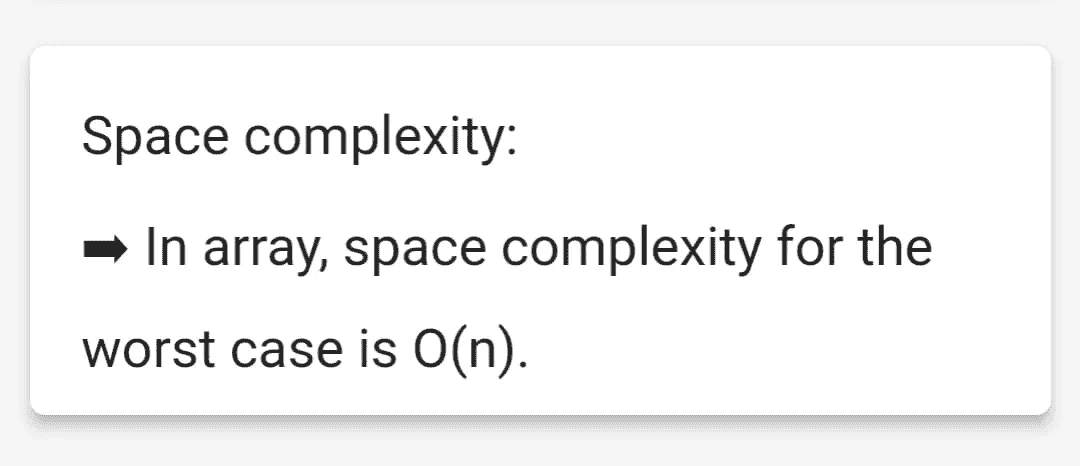 Space complexity:
➡ In array, space complexity for the
worst case is O(n).